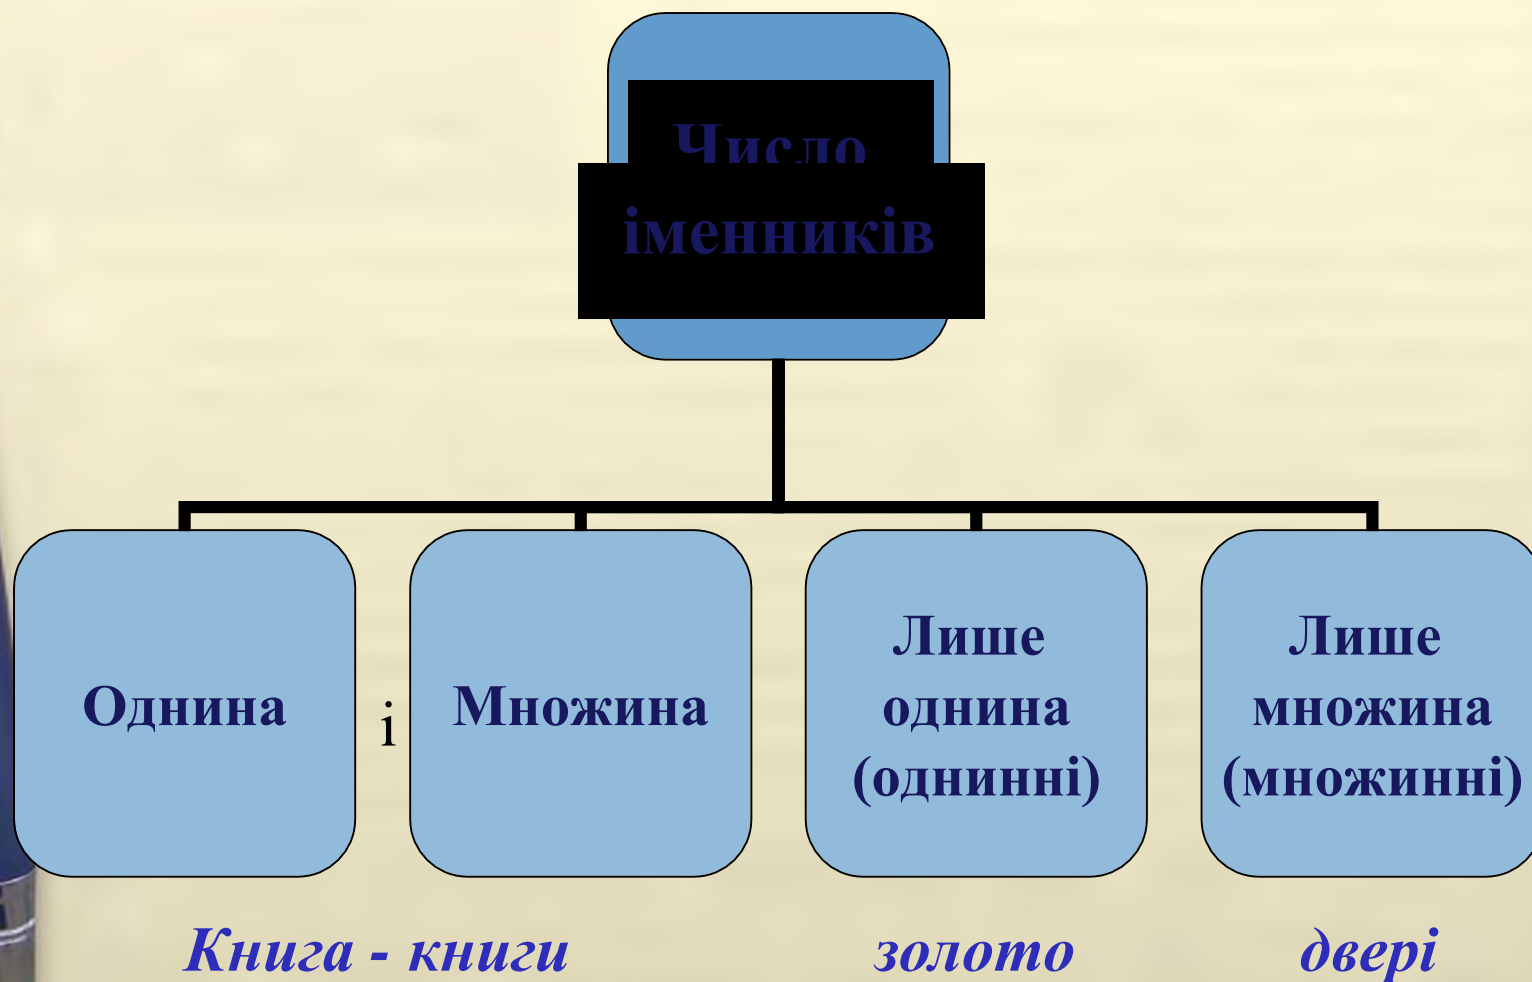 Число
іменників
Однина
і
Множина
Лише
однина
(однинні)
Лише
множина
(множинні)
Книга - книги
золото
двері